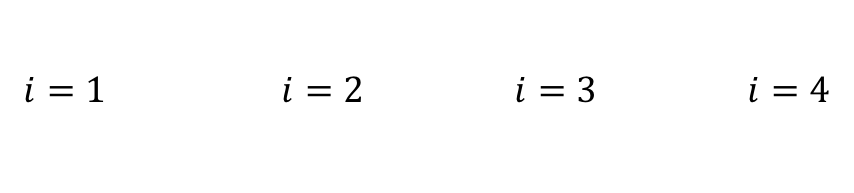 𝑖 = 1 𝑖 = 2 𝑖 = 3 𝑖 = 4